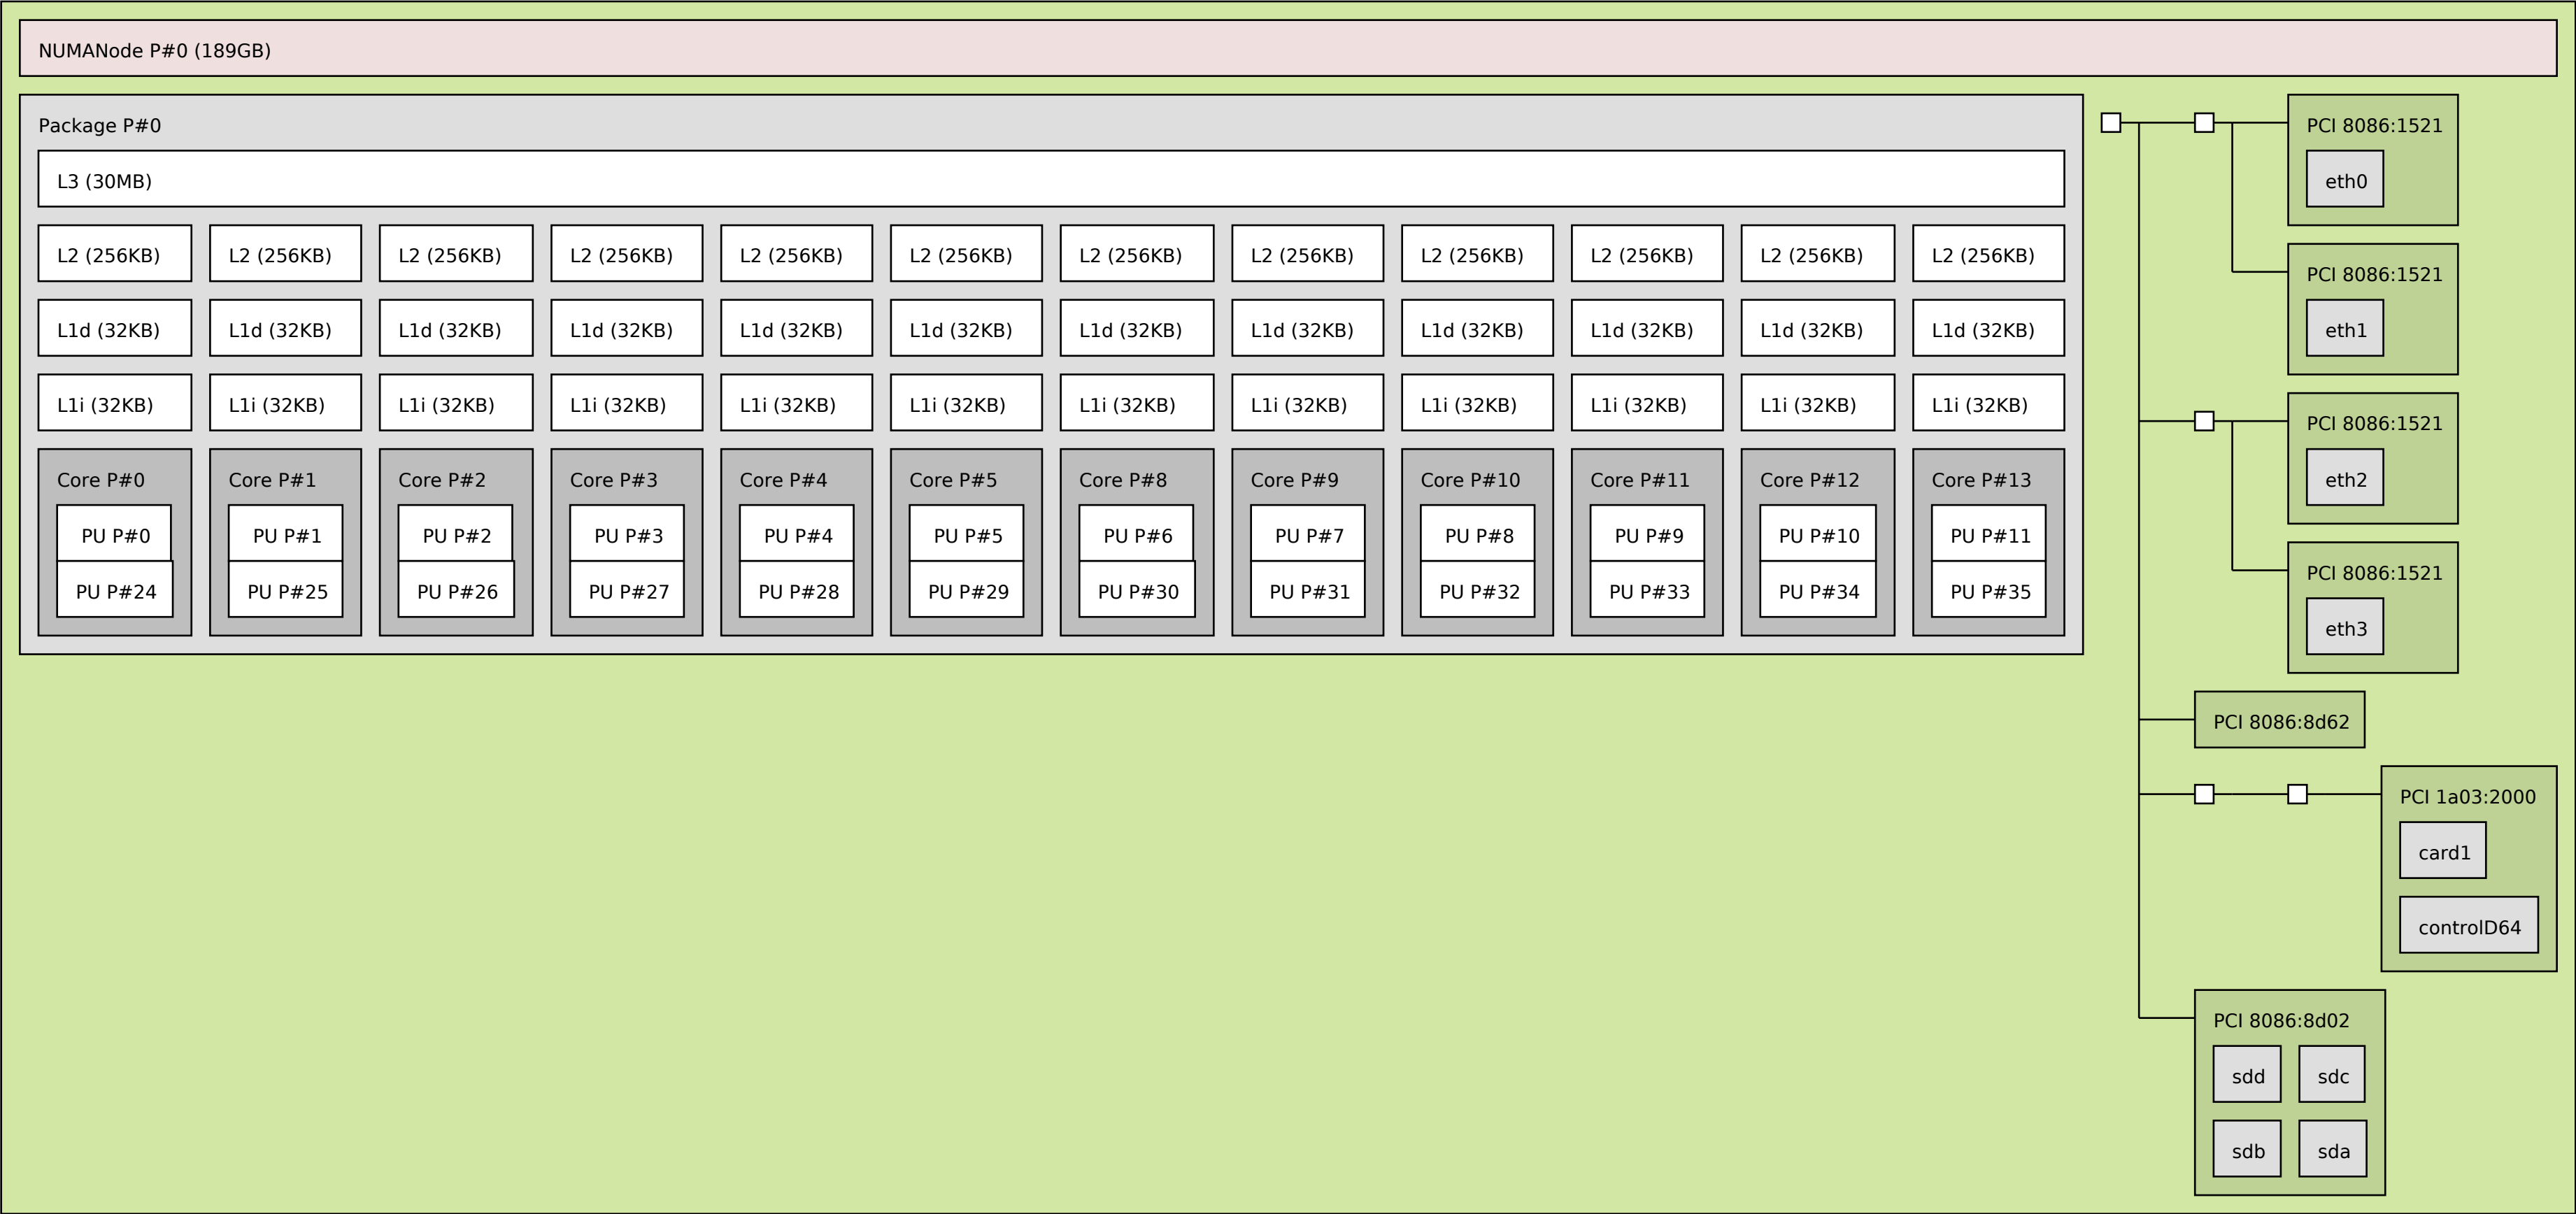 NUMANode P#0 (189GB)
Package P#0
L3 (30MB)
L2 (256KB) L2 (256KB) L2 (256KB) L2 (256KB) L2 (256KB) L2 (256KB) L2 (256KB) L2 (256KB) L2 (256KB) L2 (256KB) L2 (256KB) L2 (256KB)
L1d (32KB) L1d (32KB) L1d (32KB) L1d (32KB) L1d (32KB) L1d (32KB) L1d (32KB) L1d (32KB) L1d (32KB) L1d (32KB) L1d (32KB) L1d (32KB)
L1i (32KB) L1i (32KB) L1i (32KB) L1i (32KB) L1i (32KB) L1i (32KB) L1i (32KB) L1i (32KB) L1i (32KB) L1i (32KB) L1i (32KB) L1i (32KB)
Core P#0 Core P#1 Core P#2 Core P#3 Core P#4 Core P#5 Core P#8 Core P#9 Core P#10 Core P#11 Core P#12 Core P#13
PU P#0 PU P#1 PU P#2 PU P#3 PU P#4 PU P#5 PU P#6 PU P#7 PU P#8 PU P#9 PU P#10 PU P#11
PU P#24 PU P#25 PU P#26 PU P#27 PU P#28 PU P#29 PU P#30 PU P#31 PU P#32 PU P#33 PU P#34 PU P#35
PCI 8086:1521
eth0
PCI 8086:1521
eth1
PCI 8086:1521
eth2
PCI 8086:1521
eth3
PCI 8086:8d62
PCI 1a03:2000
card1
controlD64
PCI 8086:8d02
sdd sdc
sdb sda